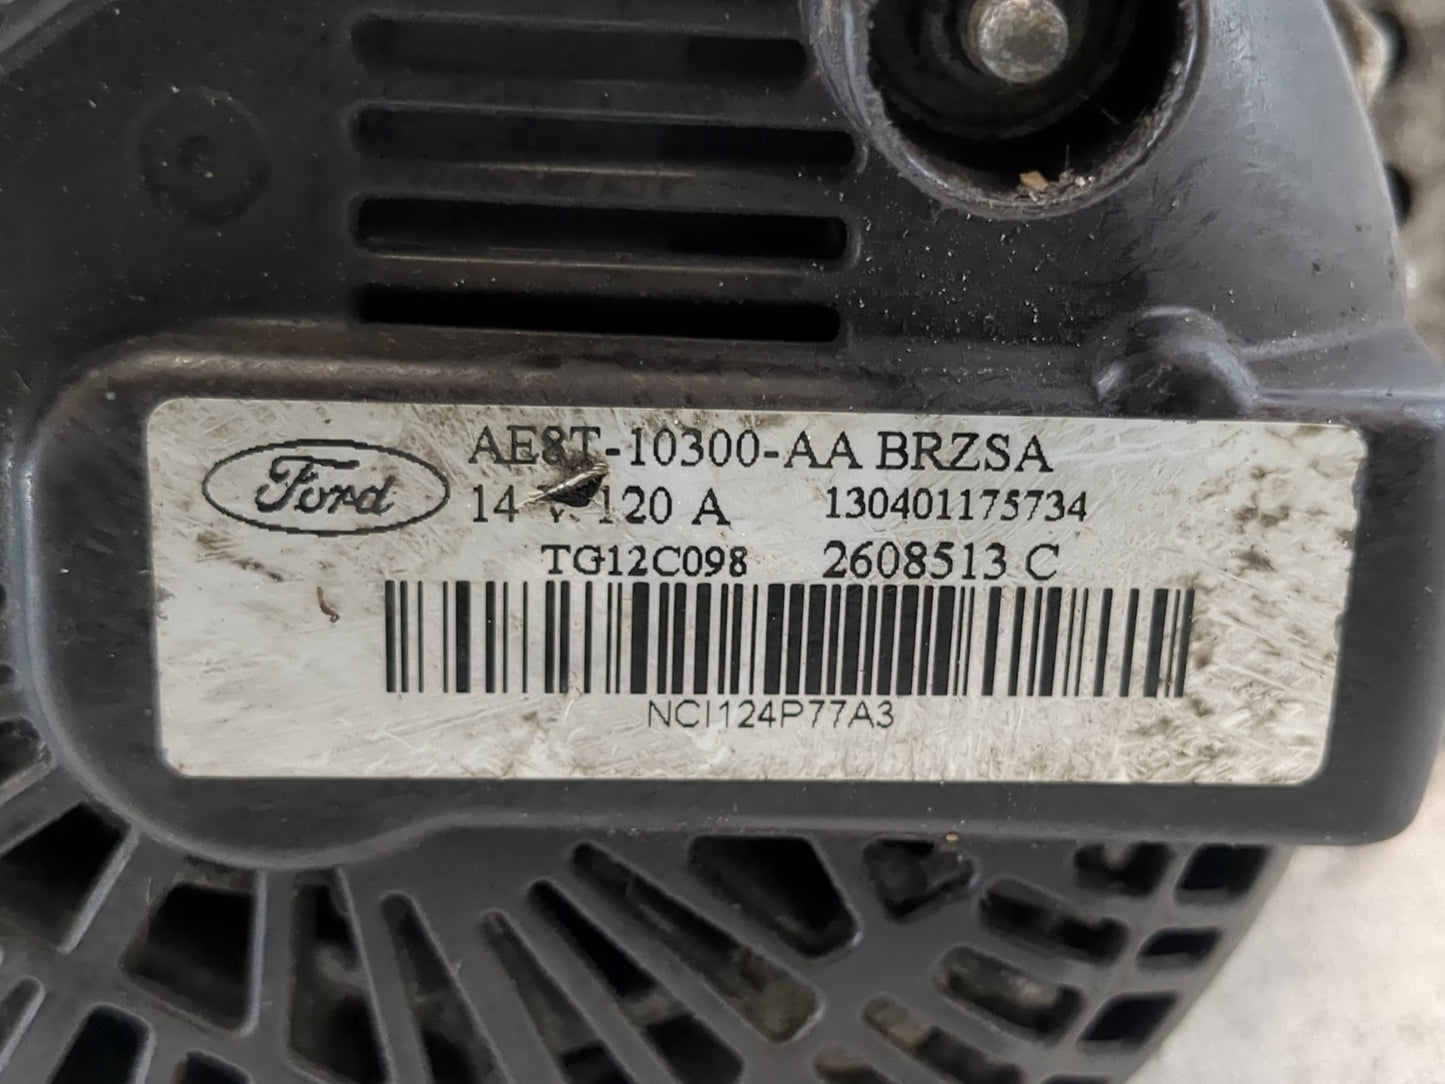 Ford
AE8T-10300-AA BRZSA
14 V 120 A 130401175734
TG12C098 2608513 C
NCI124P77A3